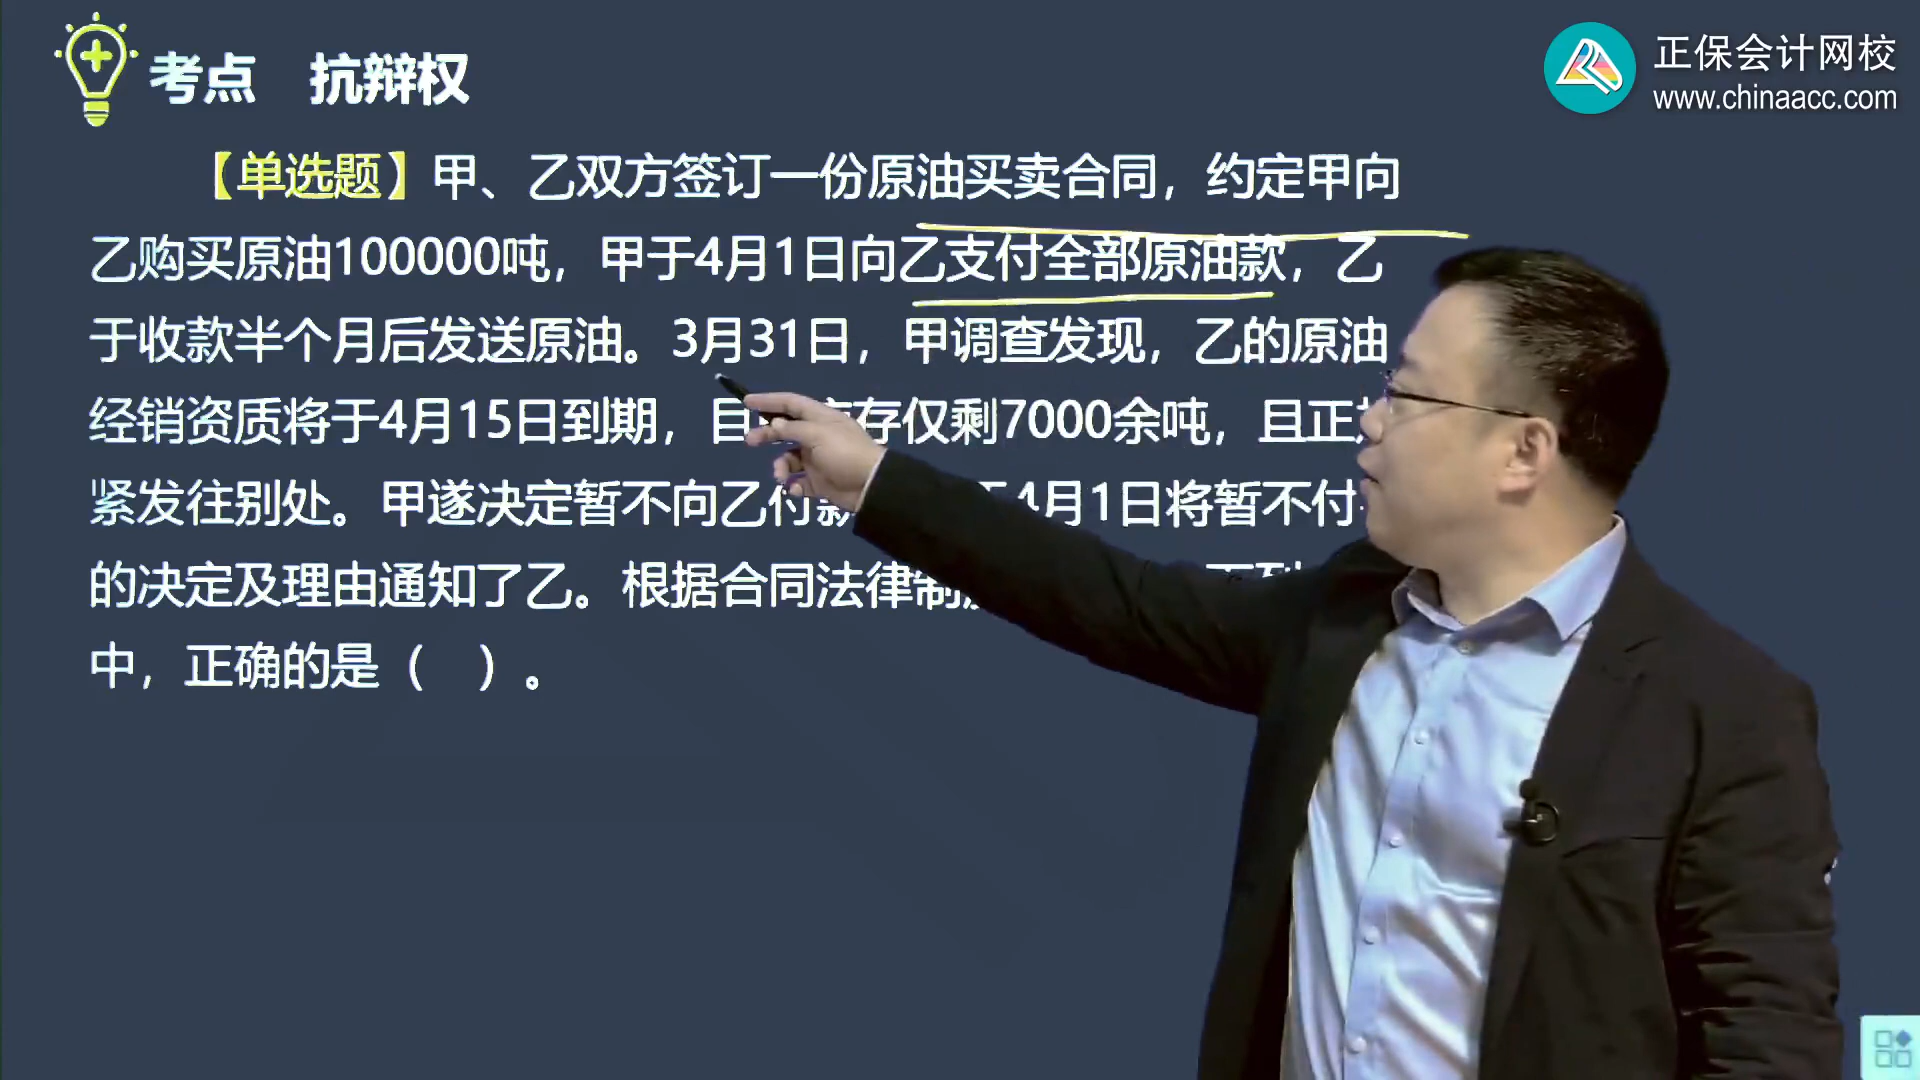 考点 抗辩权
正保会计网校
www.chinaacc.com
【单选题】甲、乙双方签订一份原油买卖合同，约定甲向
乙购买原油100000吨，甲于4月1日向乙支付全部原油款，乙
于收款半个月后发送原油。3月31日，甲调查发现，乙的原油
经销资质将于4月15日到期，目 存仅剩7000余吨，且正
紧发往别处。甲遂决定暂不向乙付款 4月1日将暂不付
的决定及理由通知了乙。根据合同法律制
中，正确的是（ ）。